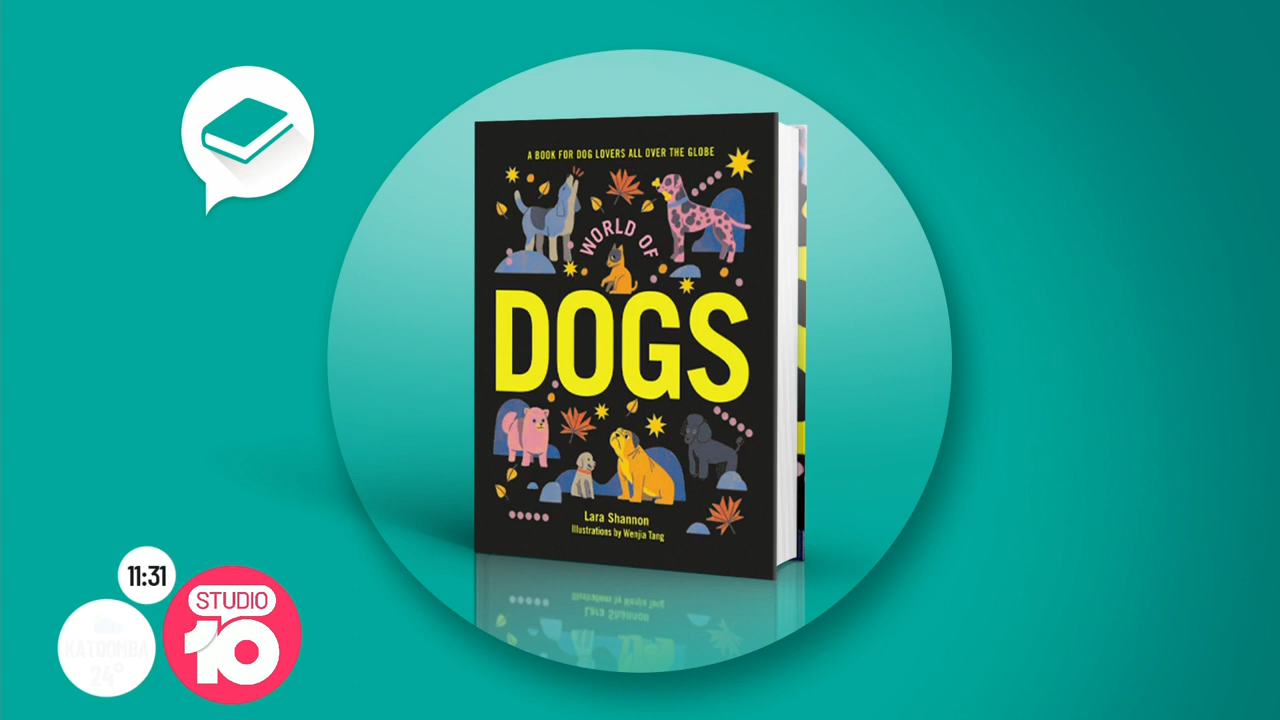 A BOOK FOR DOG LOVERS ALL OVER THE GLOBE
WORLD OF
DOGS
Lara Shannon
Illustrations by Wenjia Tang
11:31
STUDIO
10
KATOOMBA
24°